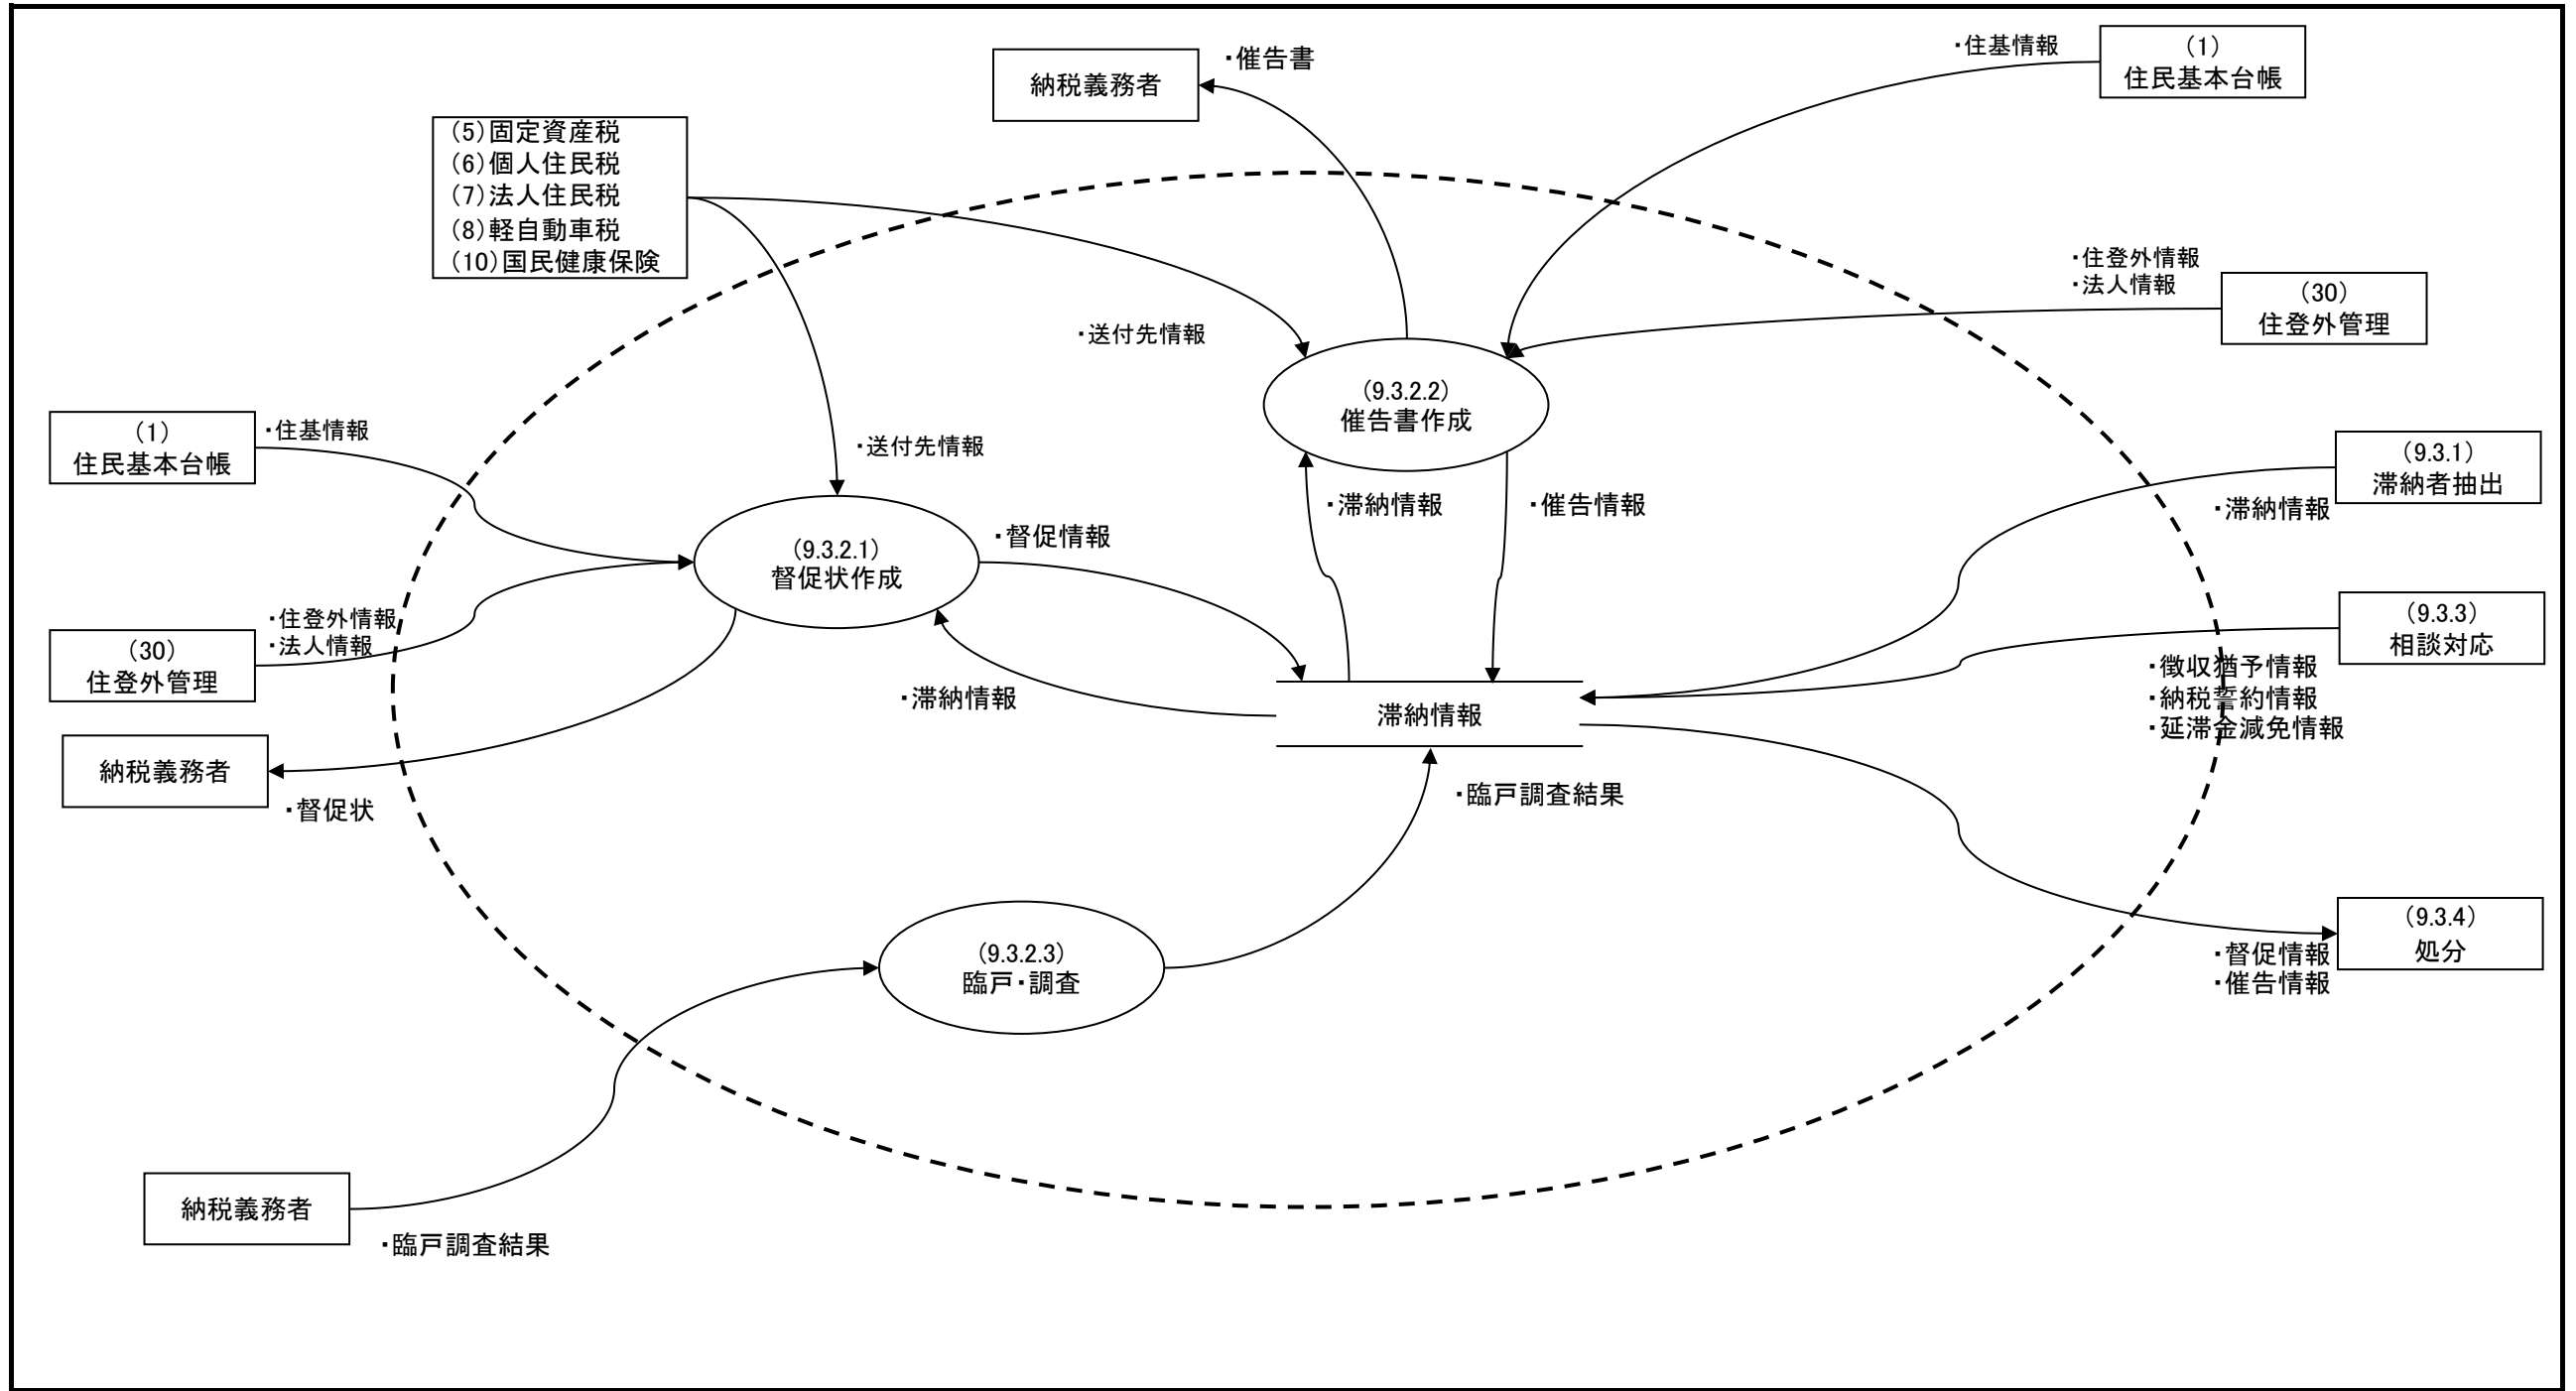 納税義務者
・催告書
・住基情報
（1）
住民基本台帳
（5）固定資産税
（6）個人住民税
（7）法人住民税
（8）軽自動車税
（10）国民健康保険
・住登外情報
・法人情報
（30）
住登外管理
・送付先情報
（9.3.2.2）
催告書作成
（1）
住民基本台帳
・住基情報
・送付先情報
（9.3.1）
滞納者抽出
・滞納情報
・滞納情報
・催告情報
・督促情報
（9.3.2.1）
督促状作成
（9.3.3）
相談対応
・住登外情報
・法人情報
（30）
住登外管理
・徴収猶予情報
・納税誓約情報
・延滞金減免情報
・滞納情報
滞納情報
納税義務者
・督促状
・臨戸調査結果
（9.3.4）
処分
・督促情報
・催告情報
（9.3.2.3）
臨戸・調査
納税義務者
・臨戸調査結果